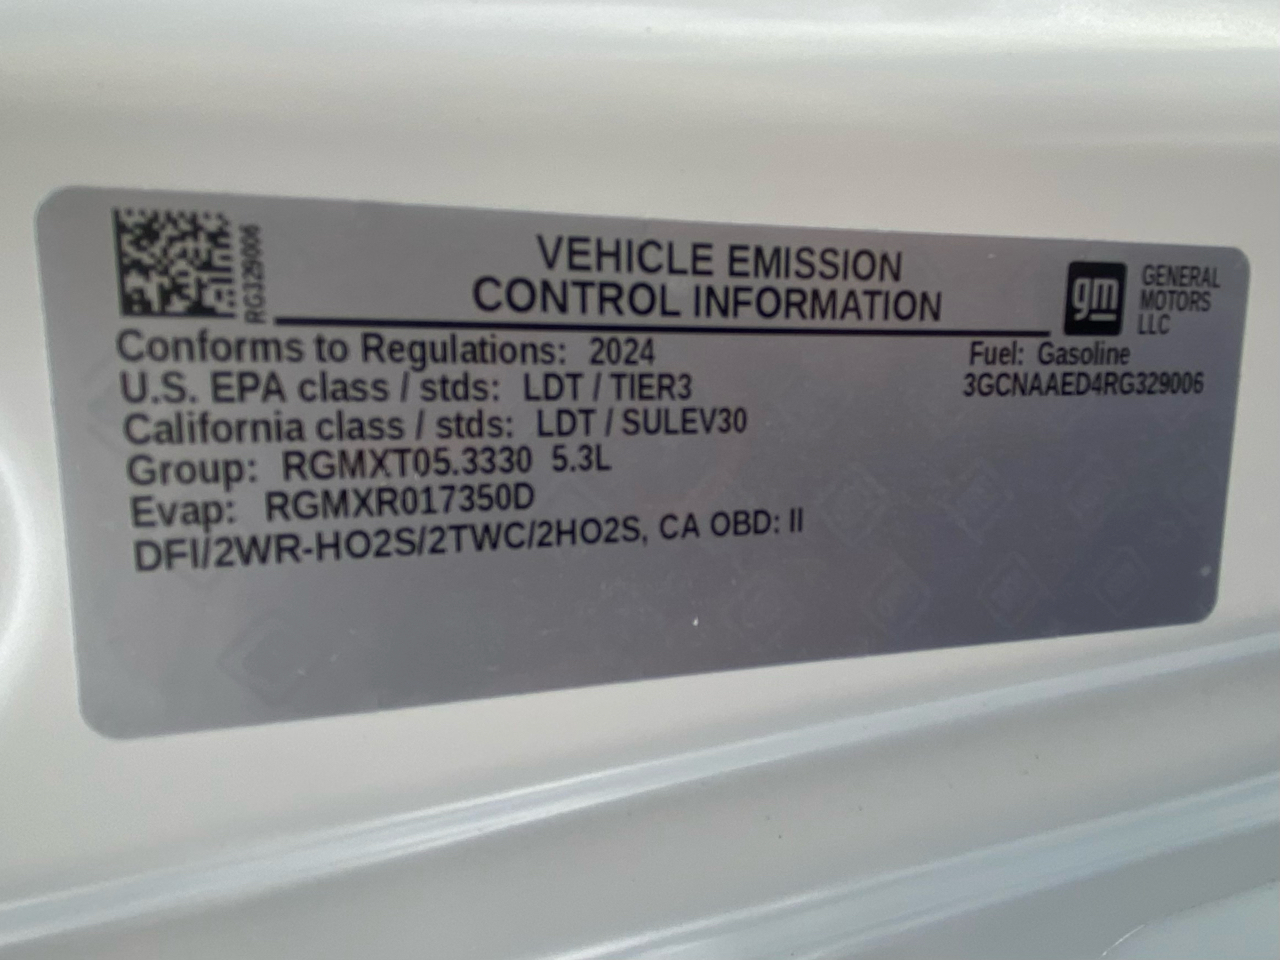 RG329006
VEHICLE EMISSION
CONTROL INFORMATION
gm
GENERAL
MOTORS
LLC
Conforms to Regulations: 2024
Fuel: Gasoline
U.S. EPA class / stds: LDT / TIER3
3GCNAAED4RG329006
California class / stds: LDT / SULEV30
Group: RGMXT05.3330 5.3L
Evap: RGMXR017350D
DFI/2WR-HO2S/2TWC/2HO2S, CA OBD: II